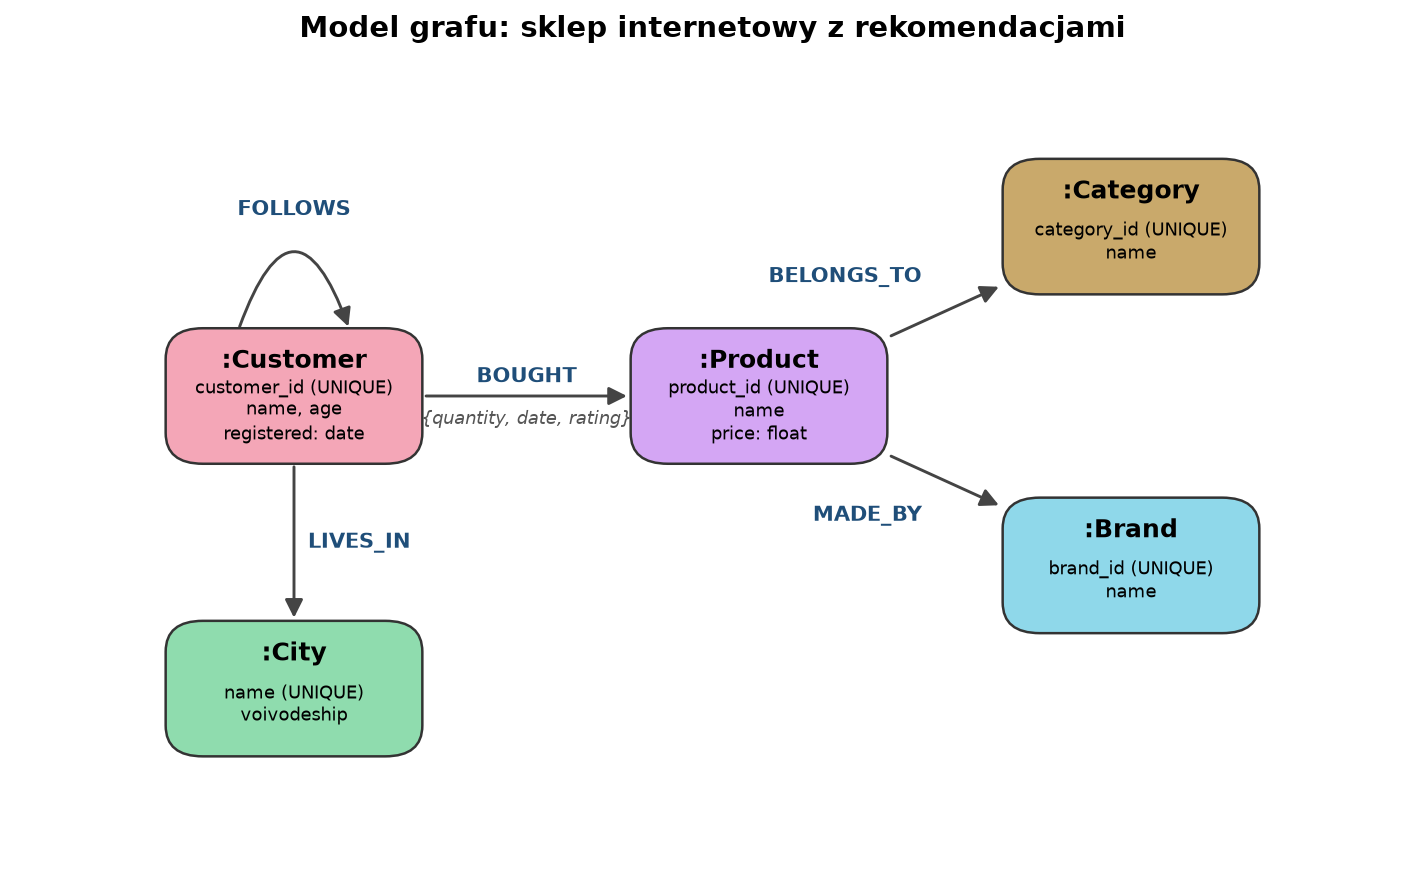 Model grafu: sklep internetowy z rekomendacjami
FOLLOWS
:Customer
customer_id (UNIQUE)
name, age
registered: date
BOUGHT
{quantity, date, rating}
:Product
product_id (UNIQUE)
name
price: float
BELONGS_TO
:Category
category_id (UNIQUE)
name
MADE_BY
:Brand
brand_id (UNIQUE)
name
LIVES_IN
:City
name (UNIQUE)
voivodeship